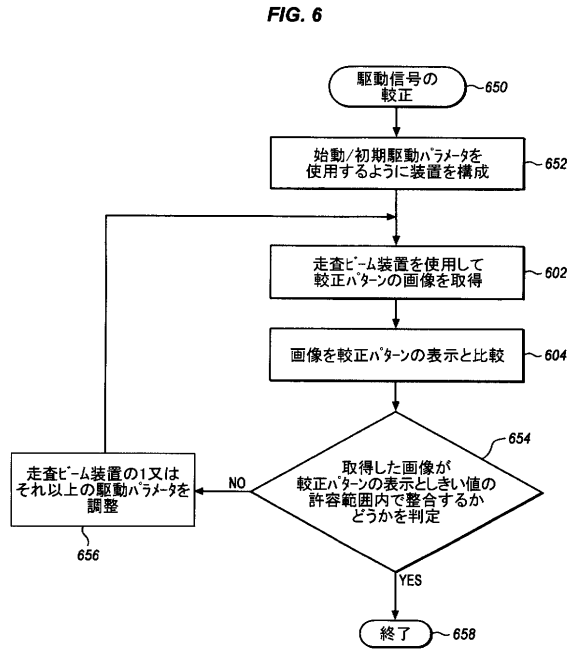 FIG. 6
駆動信号の
較正
650
始動/初期駆動パラメータを
使用するように装置を構成
652
走査ビーム装置を使用して
較正パターンの画像を取得
602
画像を較正パターンの表示と比較
604
654
取得した画像が
較正パターンの表示としきい値の
許容範囲内で整合するか
どうかを判定
NO
走査ビーム装置の1又は
それ以上の駆動パラメータを
調整
656
YES
終了
658